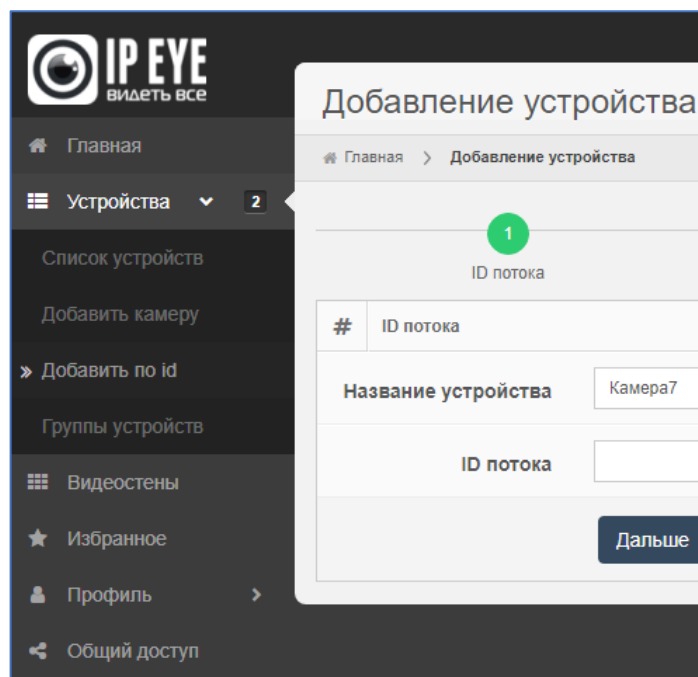 IP EYE
видеть все
Главная
Устройства 2
Список устройств
Добавить камеру
Добавить по id
Группы устройств
Видеостены
Избранное
Профиль
Общий доступ
Добавление устройства
Главная > Добавление устройства
1
ID потока
# ID потока
Название устройства Камера7
ID потока
Дальше